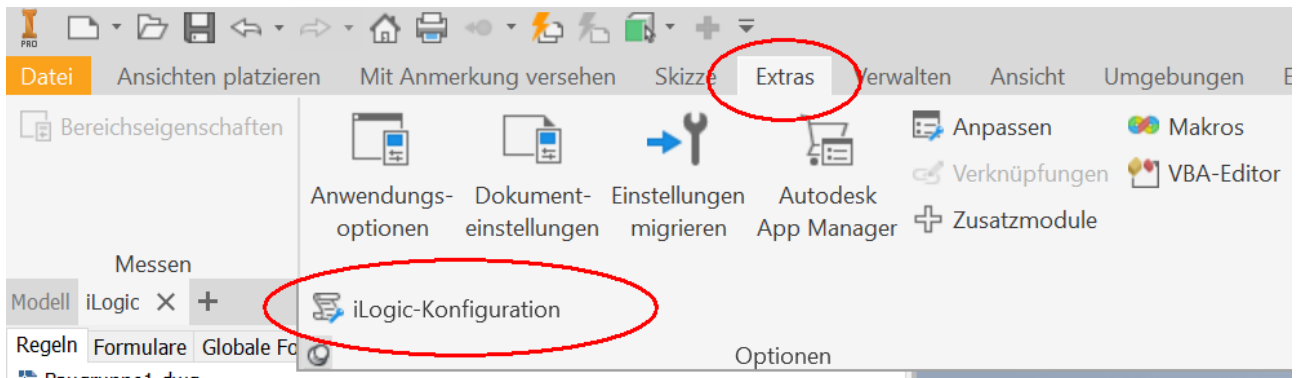 PRO
Datei Ansichten platzieren Mit Anmerkung versehen Skizze Extras Verwalten Ansicht Umgebungen
Bereichseigenschaften
Anwendungs-
optionen
Dokument-
einstellungen
Einstellungen
migrieren
Autodesk
App Manager
Anpassen
Verknüpfungen
Zusatzmodule
Makros
VBA-Editor
Messen
Modell iLogic
iLogic-Konfiguration
Regeln Formulare Globale
Optionen